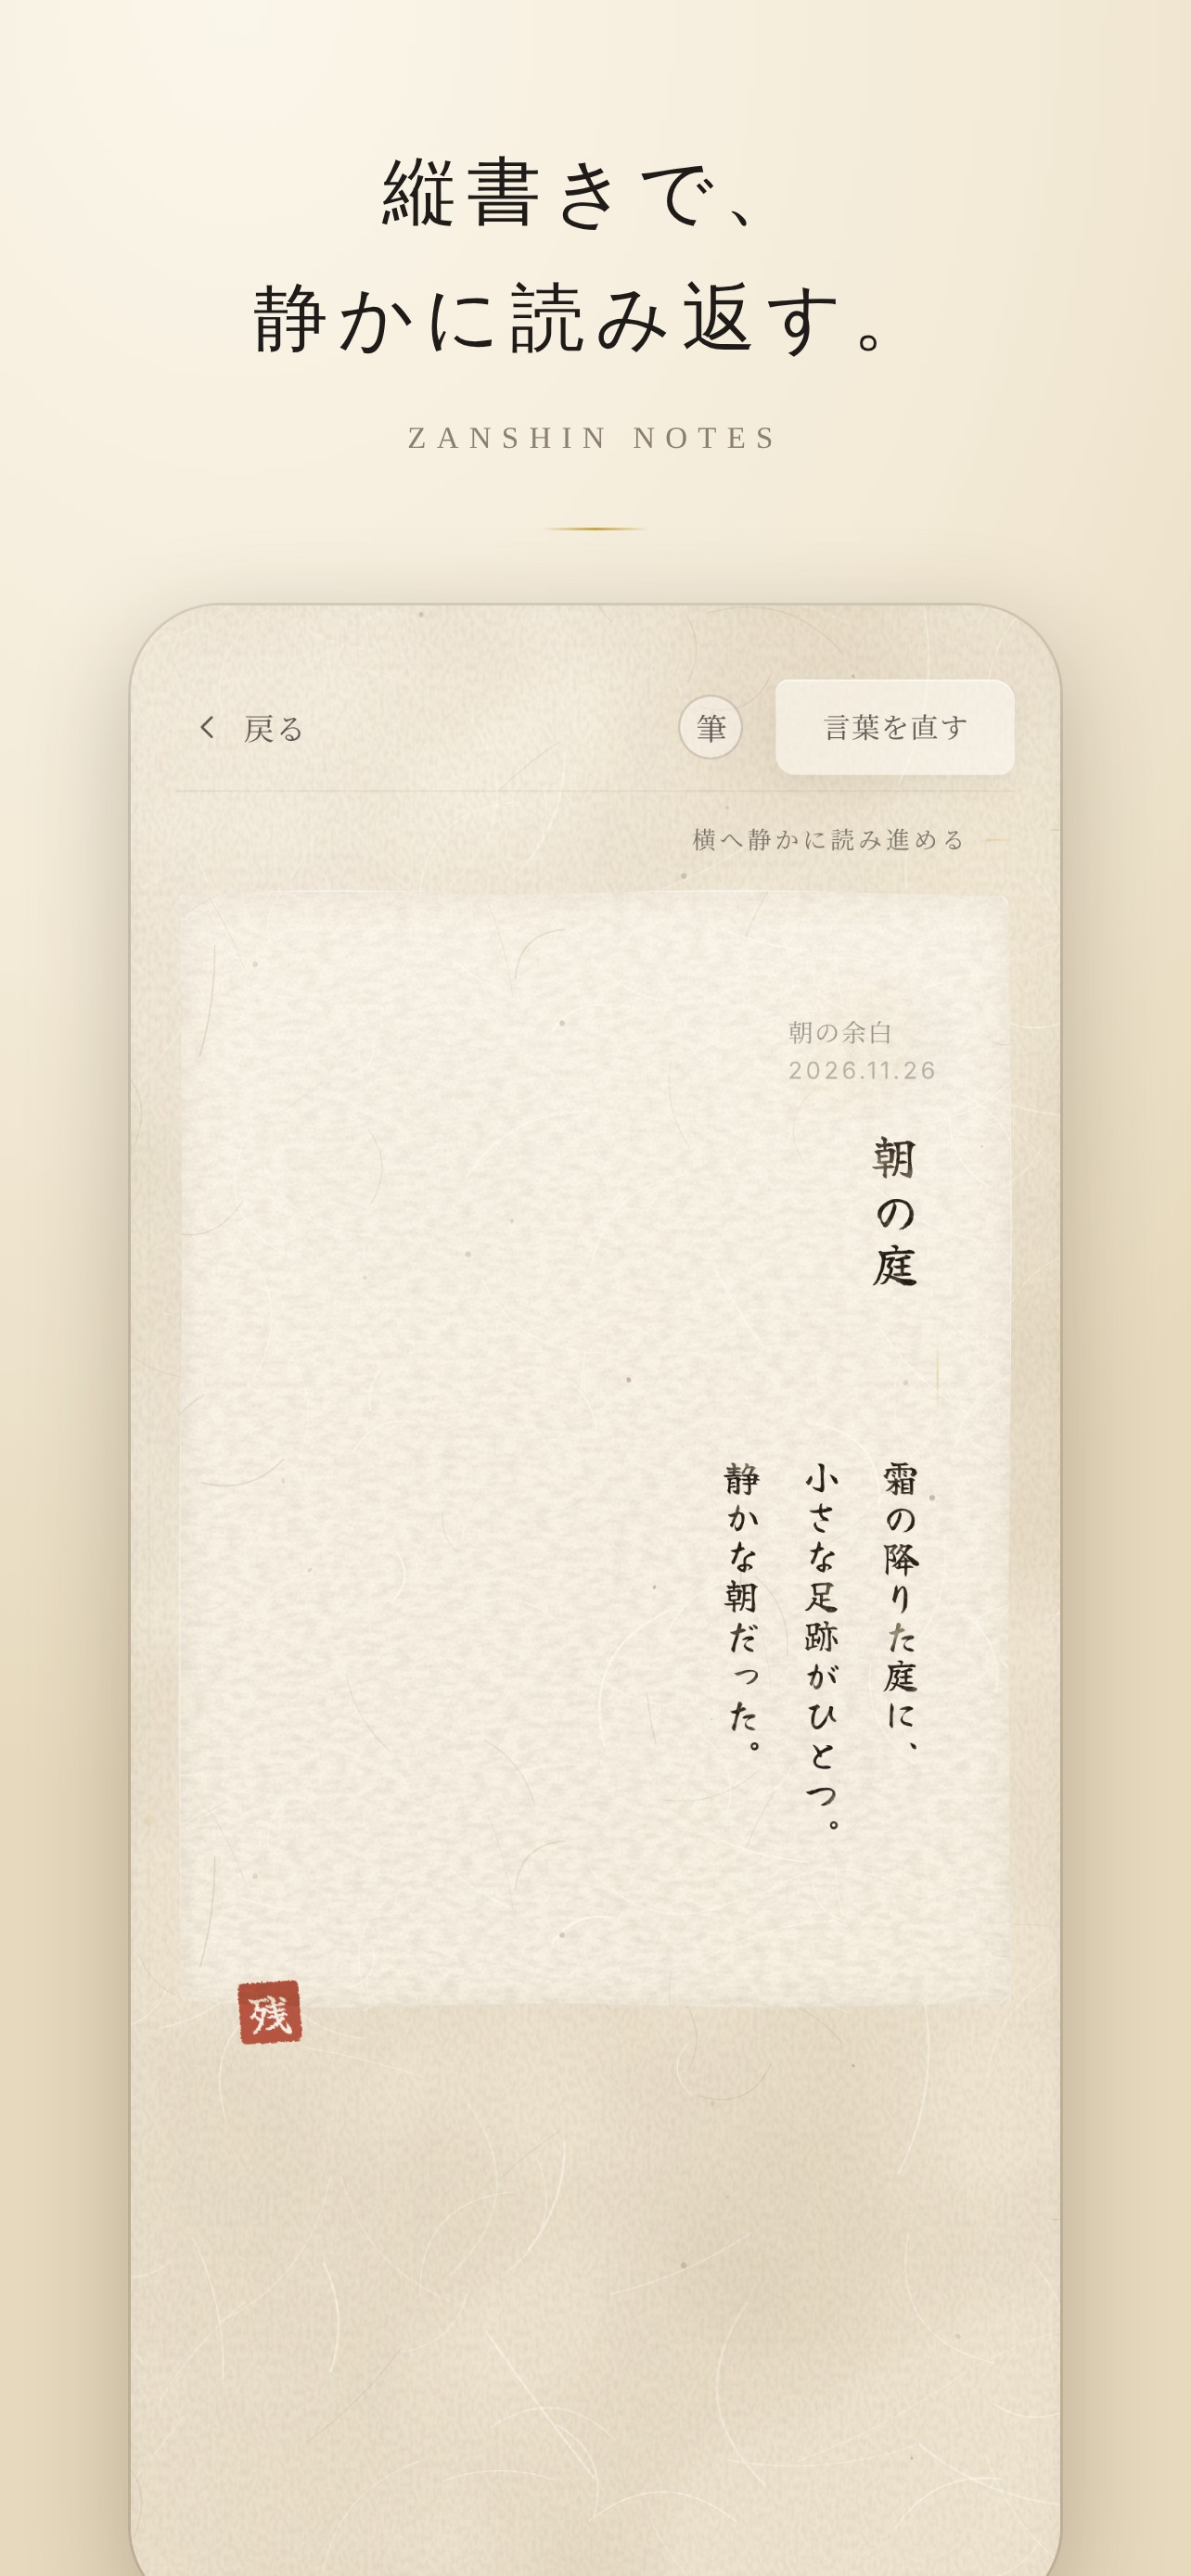 縦書きで、
静かに読み返す。
ZANSHIN NOTES
戻る
筆
言葉を直す
横へ静かに読み進める
朝の余白
2026.11.26
朝の庭
霜の降りた庭に、
小さな足跡がひとつ。
静かな朝だった。
残